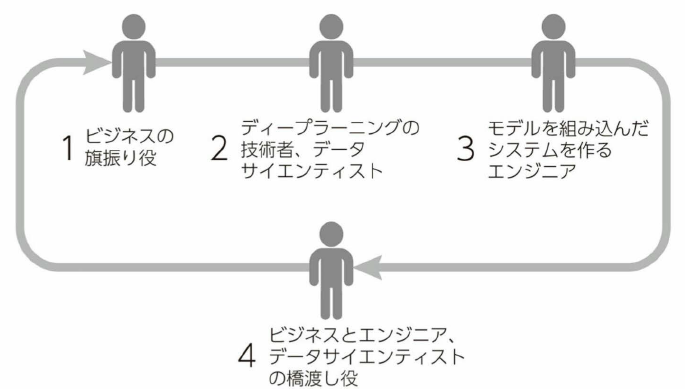 1 ビジネスの
旗振り役
2 ディープラーニングの
技術者、データ
サイエンティスト
3 モデルを組み込んだ
システムを作る
エンジニア
4 ビジネスとエンジニア、
データサイエンティスト
の橋渡し役